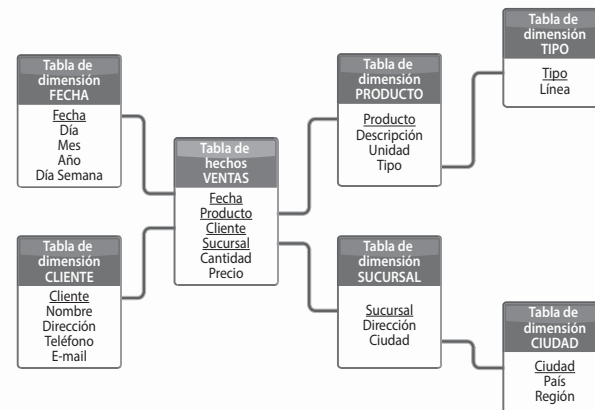 Tabla de
dimensión
FECHA
Fecha
Día
Mes
Año
Día Semana
Tabla de
dimensión
CLIENTE
Cliente
Nombre
Dirección
Teléfono
E-mail
Tabla de
hechos
VENTAS
Fecha
Producto
Cliente
Sucursal
Cantidad
Precio
Tabla de
dimensión
PRODUCTO
Producto
Descripción
Unidad
Tipo
Tabla de
dimensión
SUCURSAL
Sucursal
Dirección
Ciudad
Tabla de
dimensión
TIPO
Tipo
Línea
Tabla de
dimensión
CIUDAD
Ciudad
País
Región